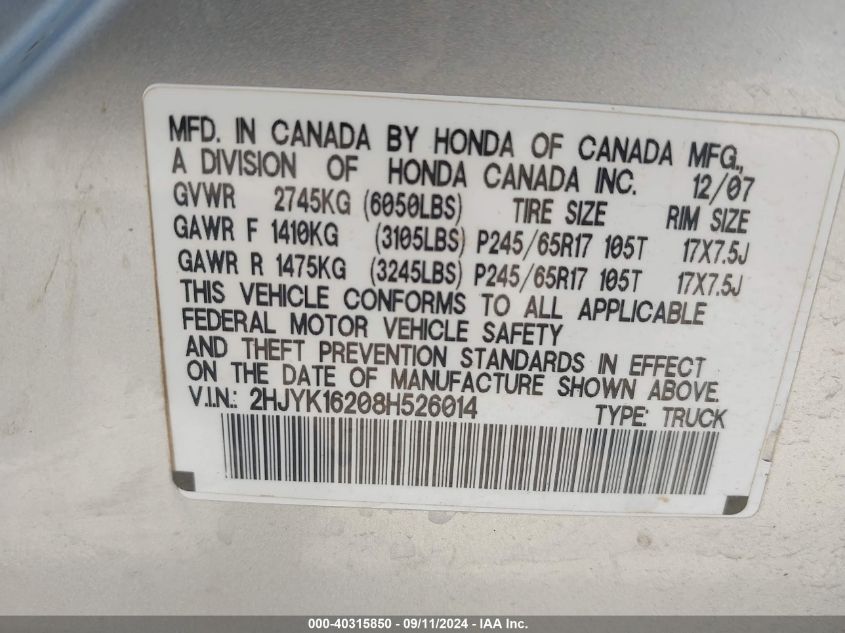 MFD. IN CANADA BY HONDA OF CANADA MFG.,
A DIVISION OF HONDA CANADA INC. 12/07
GVWR 2745KG (6050LBS) TIRE SIZE RIM SIZE
GAWR F 1410KG (3105LBS) P245/65R17 105T 17X7.5J
GAWR R 1475KG (3245LBS) P245/65R17 105T 17X7.5J
THIS VEHICLE CONFORMS TO ALL APPLICABLE
FEDERAL MOTOR VEHICLE SAFETY
AND THEFT PREVENTION STANDARDS IN EFFECT
ON THE DATE OF MANUFACTURE SHOWN ABOVE.
V.I.N.: 2HJYK16208H526014 TYPE: TRUCK
000-40315850 - 09/11/2024 - IAA Inc.